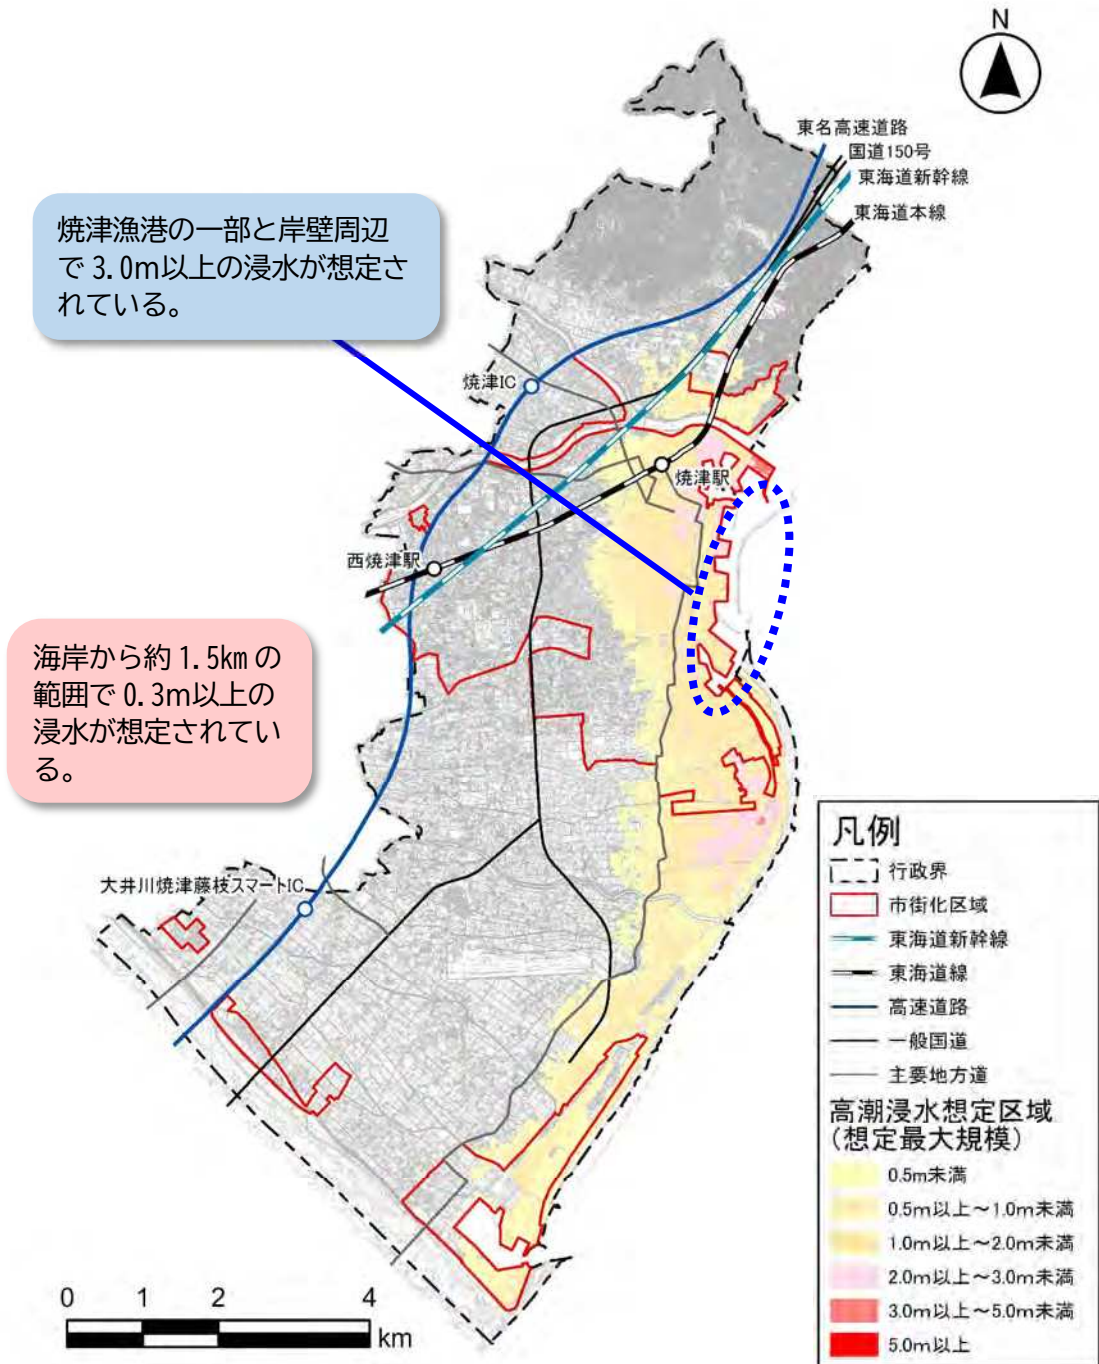 N
東名高速道路
国道150号
東海道新幹線
東海道本線
焼津漁港の一部と岸壁周辺
で3.0m以上の浸水が想定さ
れている。
焼津IC
焼津駅
西焼津駅
海岸から約1.5kmの
範囲で0.3m以上の
浸水が想定されてい
る。
大井川焼津藤枝スマートIC
凡例
行政界
市街化区域
東海道新幹線
東海道線
高速道路
一般国道
主要地方道
高潮浸水想定区域
(想定最大規模)
0.5m未満
0.5m以上～1.0m未満
1.0m以上～2.0m未満
2.0m以上～3.0m未満
3.0m以上～5.0m未満
5.0m以上
0 1 2 4
km